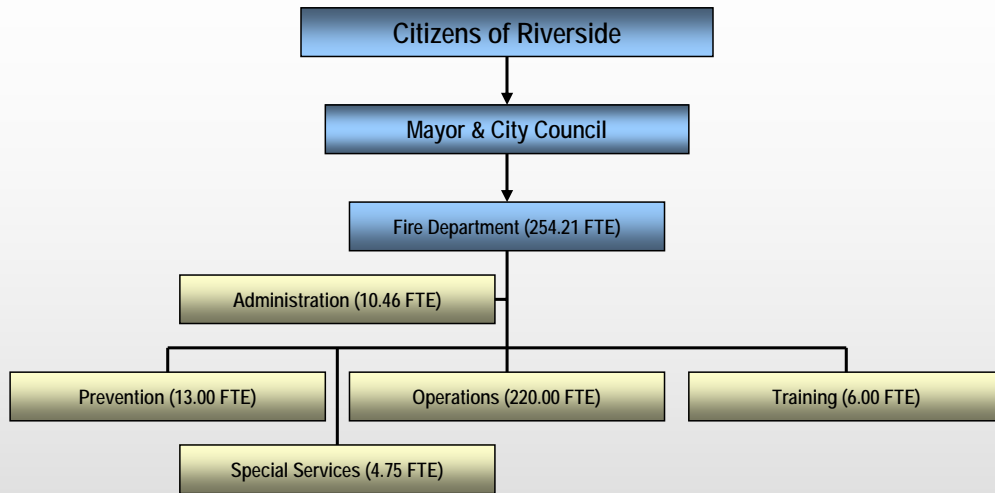 Citizens of Riverside
Mayor & City Council
Fire Department (254.21 FTE)
Administration (10.46 FTE)
Prevention (13.00 FTE)
Operations (220.00 FTE)
Training (6.00 FTE)
Special Services (4.75 FTE)